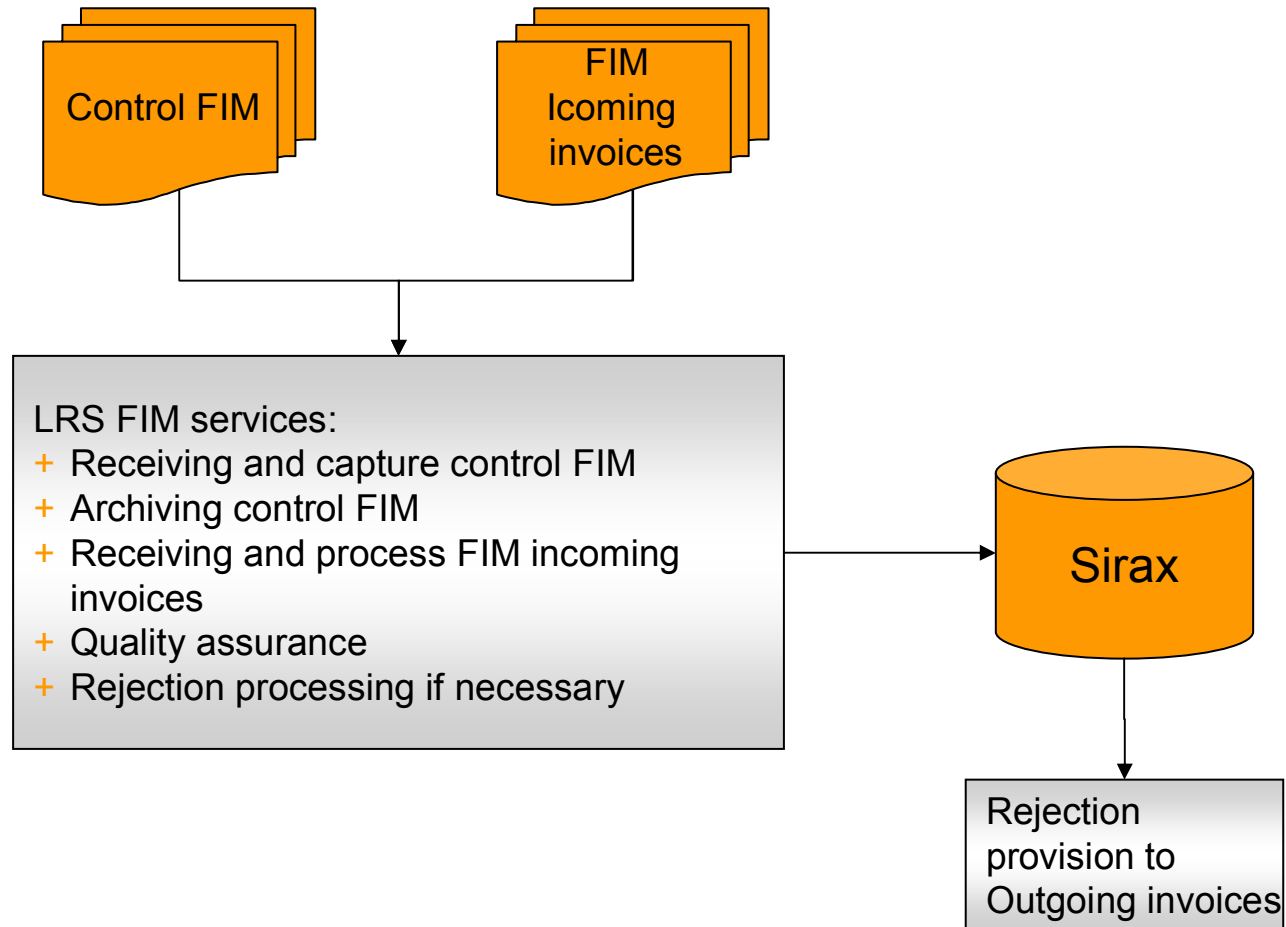 Control FIM
FIM
Icoming
invoices
LRS FIM services:
+ Receiving and capture control FIM
+ Archiving control FIM
+ Receiving and process FIM incoming
invoices
+ Quality assurance
+ Rejection processing if necessary
Sirax
Rejection
provision to
Outgoing invoices